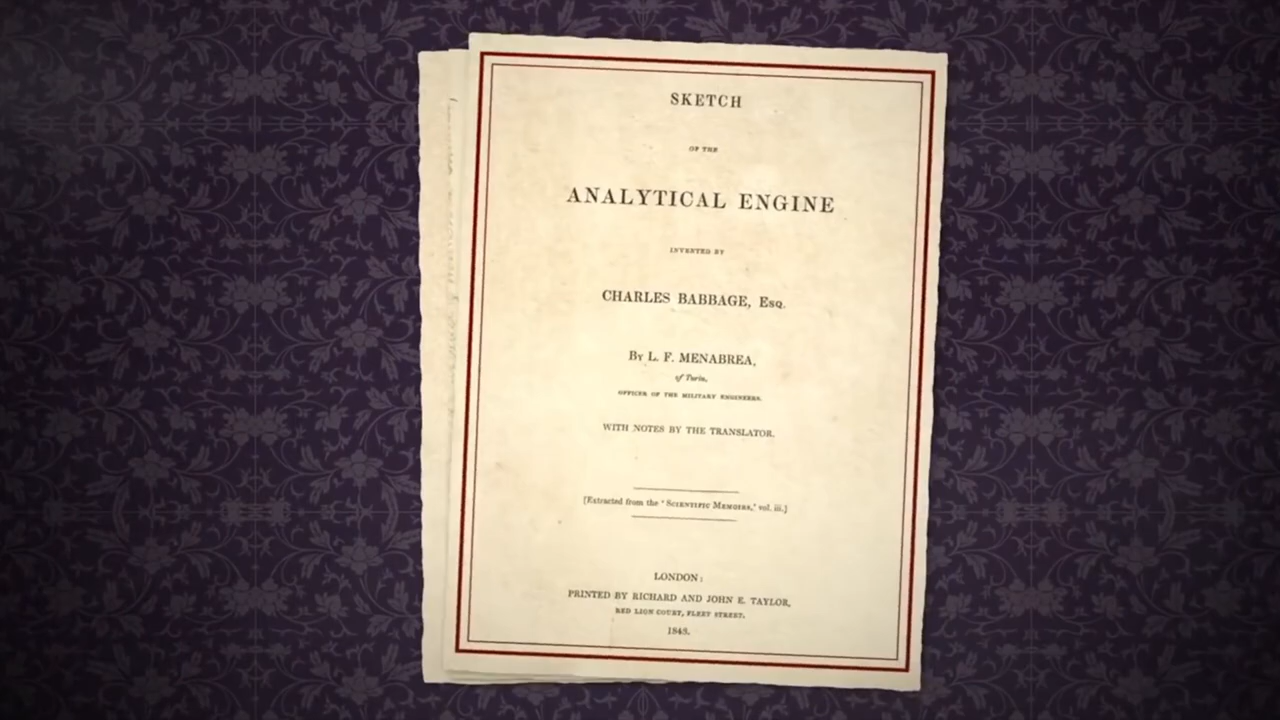 SKETCH
OF THE
ANALYTICAL ENGINE
INVENTED BY
CHARLES BABBAGE, Esq.
By L. F. MENABREA,
of Turin,
OFFICER OF THE MILITARY ENGINEERS.
WITH NOTES BY THE TRANSLATOR.
[Extracted from the 'Scientific Memoirs,' vol. iii.]
LONDON:
PRINTED BY RICHARD AND JOHN E. TAYLOR,
RED LION COURT, FLEET STREET.
1843.